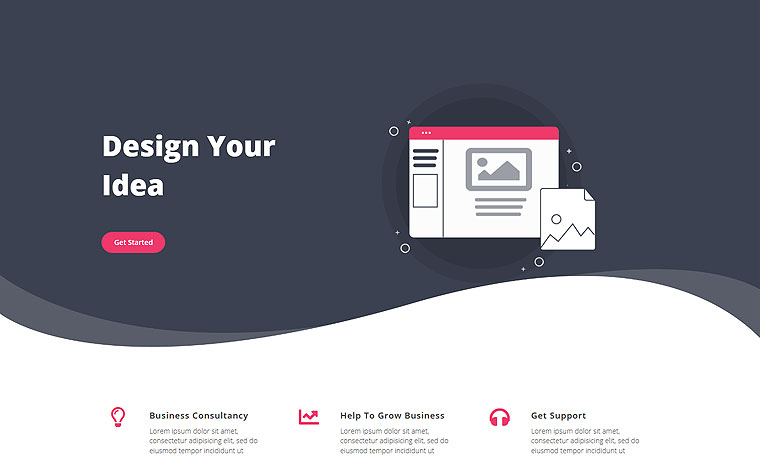 Design Your
Idea
Get Started
Business Consultancy
Lorem ipsum dolor sit amet,
consectetur adipisicing elit, sed do
eiusmod tempor incididunt ut
Help To Grow Business
Lorem ipsum dolor sit amet,
consectetur adipisicing elit, sed do
eiusmod tempor incididunt ut
Get Support
Lorem ipsum dolor sit amet,
consectetur adipisicing elit, sed do
eiusmod tempor incididunt ut